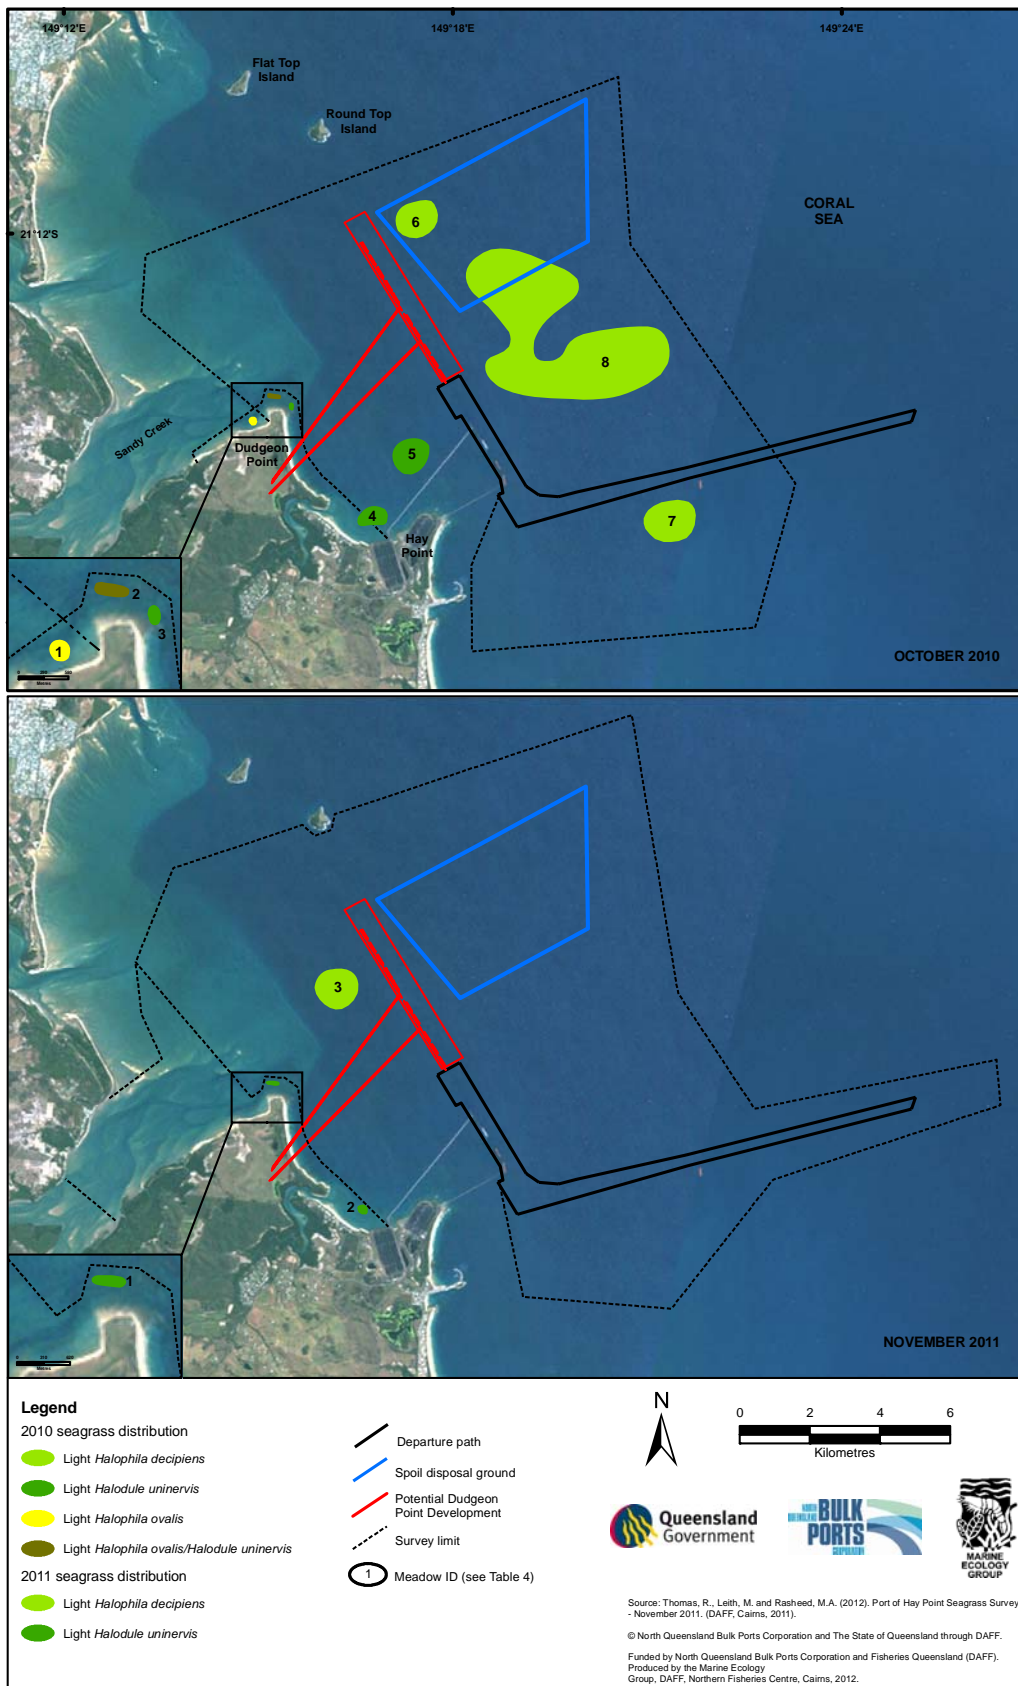 149°12'E
149°18'E
149°24'E
Flat Top
Island
Round Top
Island
CORAL
SEA
21°12'S
6
8
Sandy Creek
Dudgeon
Point
5
4
7
Hay
Point
2
3
1
Metres
OCTOBER 2010
3
2
1
Metres
NOVEMBER 2011
Legend
2010 seagrass distribution
Light Halophila decipiens
Light Halodule uninervis
Light Halophila ovalis
Light Halophila ovalis/Halodule uninervis
2011 seagrass distribution
Light Halophila decipiens
Light Halodule uninervis
Departure path
Spoil disposal ground
Potential Dudgeon
Point Development
Survey limit
1
Meadow ID (see Table 4)
N
0 2 4 6
Kilometres
Queensland
Government
NORTH
QUEENSLAND
BULK
PORTS
CORPORATION
MARINE
ECOLOGY
GROUP
Source: Thomas, R., Leith, M. and Rasheed, M.A. (2012). Port of Hay Point Seagrass Survey
- November 2011. (DAFF, Cairns, 2011).
© North Queensland Bulk Ports Corporation and The State of Queensland through DAFF.
Funded by North Queensland Bulk Ports Corporation and Fisheries Queensland (DAFF).
Produced by the Marine Ecology
Group, DAFF, Northern Fisheries Centre, Cairns, 2012.